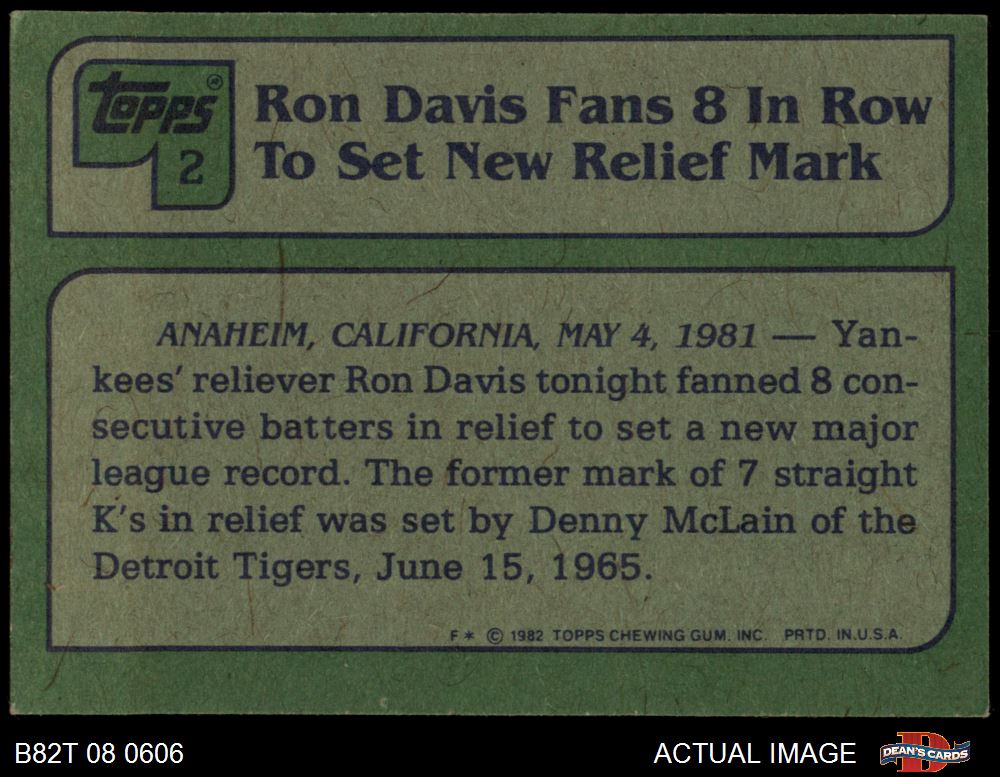 topps®
2
Ron Davis Fans 8 In Row
To Set New Relief Mark
ANAHEIM, CALIFORNIA, MAY 4, 1981 — Yan-
kees' reliever Ron Davis tonight fanned 8 con-
secutive batters in relief to set a new major
league record. The former mark of 7 straight
K's in relief was set by Denny McLain of the
Detroit Tigers, June 15, 1965.
F * © 1982 TOPPS CHEWING GUM, INC. PRTD. IN U.S.A.
B82T 08 0606
ACTUAL IMAGE
D
DEAN'S CARDS